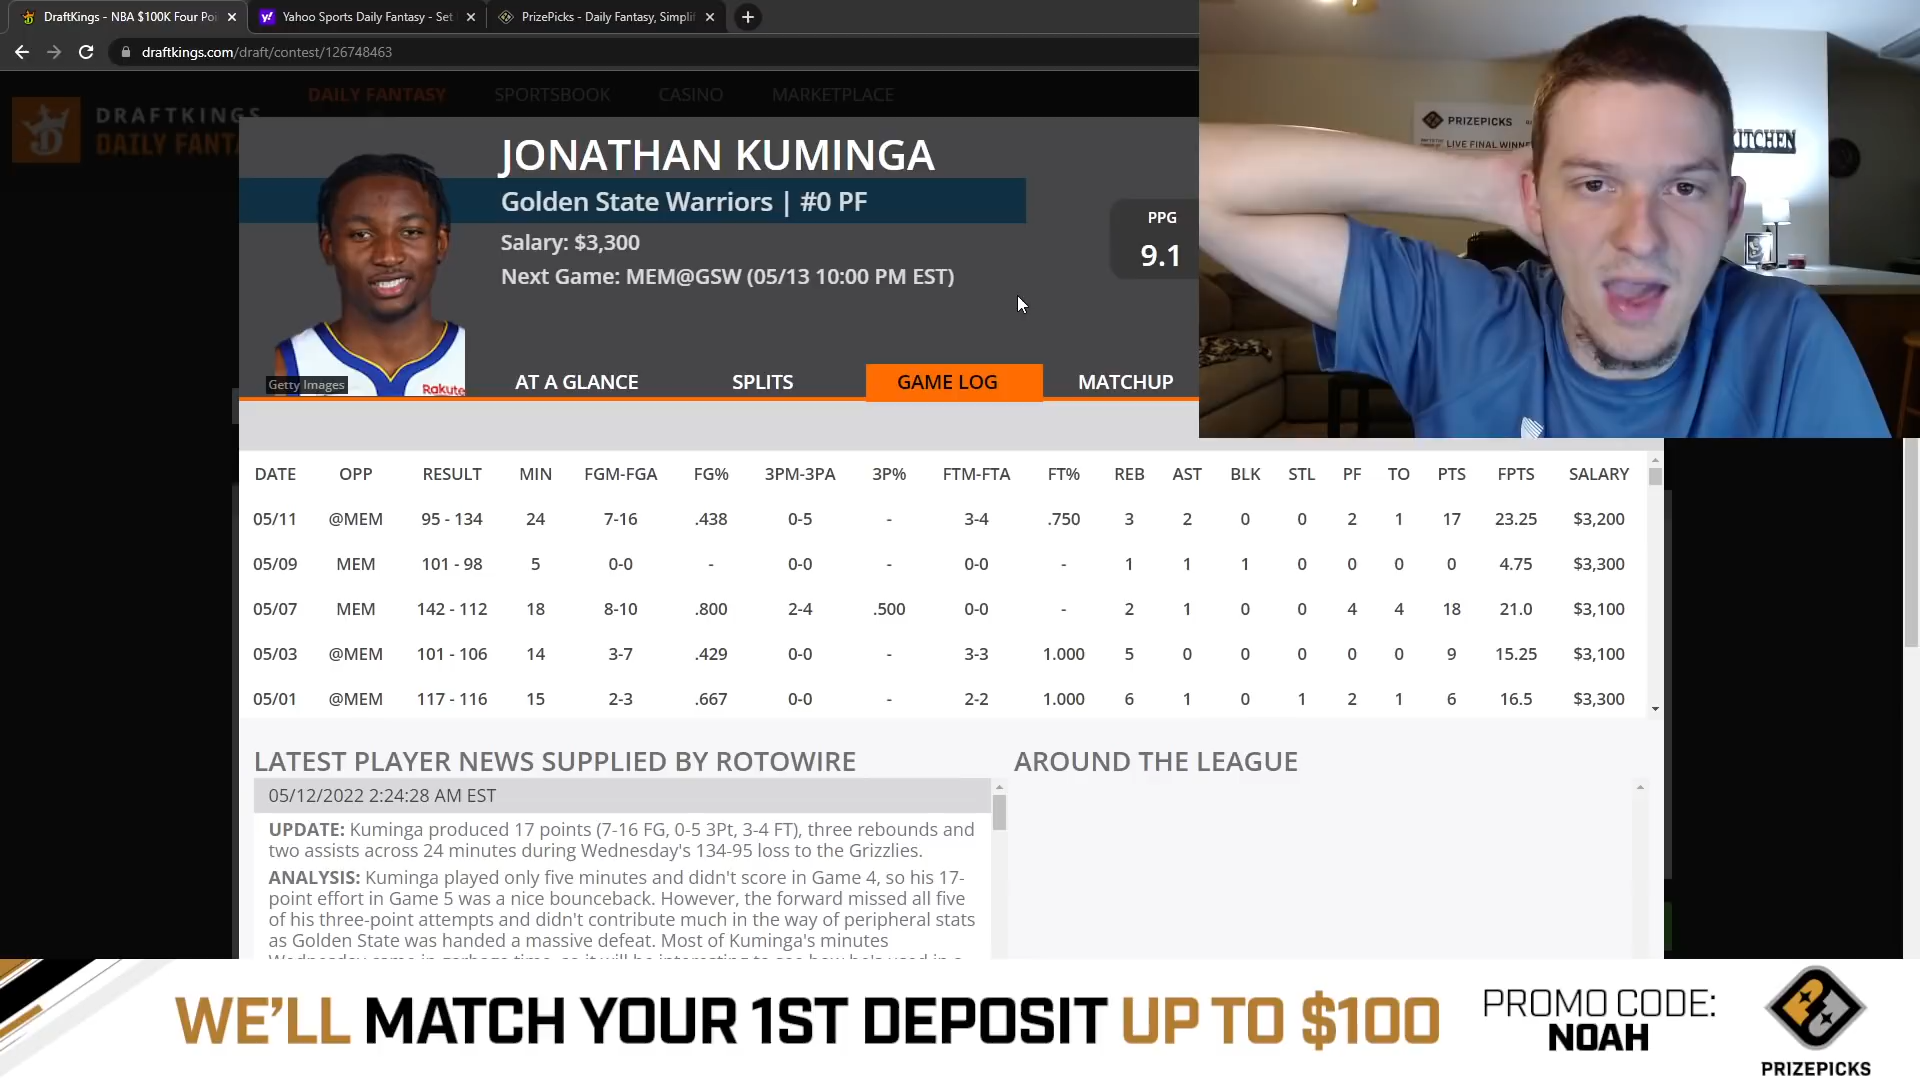 DraftKings - NBA $100K Four Poi
Yahoo Sports Daily Fantasy - Set
PrizePicks - Daily Fantasy, Simplif
draftkings.com/draft/contest/126748463
DRAFTKINGS
DAILY FANT
DAILY FANTASY SPORTSBOOK CASINO MARKETPLACE
JONATHAN KUMINGA
Golden State Warriors | #0 PF
Salary: $3,300
Next Game: MEM@GSW (05/13 10:00 PM EST)
PPG
9.1
Rakute
Getty Images
PRIZEPICKS
LIVE FINAL WINNE
KITCHEN
AT A GLANCE SPLITS GAME LOG MATCHUP
DATE OPP RESULT MIN FGM-FGA FG% 3PM-3PA 3P% FTM-FTA FT% REB AST BLK STL PF TO PTS FPTS SALARY
05/11 @MEM 95 - 134 24 7-16 .438 0-5 - 3-4 .750 3 2 0 0 2 1 17 23.25 $3,200
05/09 MEM 101 - 98 5 0-0 - 0-0 - 0-0 - 1 1 1 0 0 0 0 4.75 $3,300
05/07 MEM 142 - 112 18 8-10 .800 2-4 .500 0-0 - 2 1 0 0 4 4 18 21.0 $3,100
05/03 @MEM 101 - 106 14 3-7 .429 0-0 - 3-3 1.000 5 0 0 0 0 0 9 15.25 $3,100
05/01 @MEM 117 - 116 15 2-3 .667 0-0 - 2-2 1.000 6 1 0 1 2 1 6 16.5 $3,300
LATEST PLAYER NEWS SUPPLIED BY ROTOWIRE
05/12/2022 2:24:28 AM EST
UPDATE: Kuminga produced 17 points (7-16 FG, 0-5 3Pt, 3-4 FT), three rebounds and
two assists across 24 minutes during Wednesday's 134-95 loss to the Grizzlies.
ANALYSIS: Kuminga played only five minutes and didn't score in Game 4, so his 17-
point effort in Game 5 was a nice bounceback. However, the forward missed all five
of his three-point attempts and didn't contribute much in the way of peripheral stats
as Golden State was handed a massive defeat. Most of Kuminga's minutes
AROUND THE LEAGUE
WE'LL MATCH YOUR 1ST DEPOSIT UP TO $100
PROMO CODE:
NOAH
PRIZEPICKS